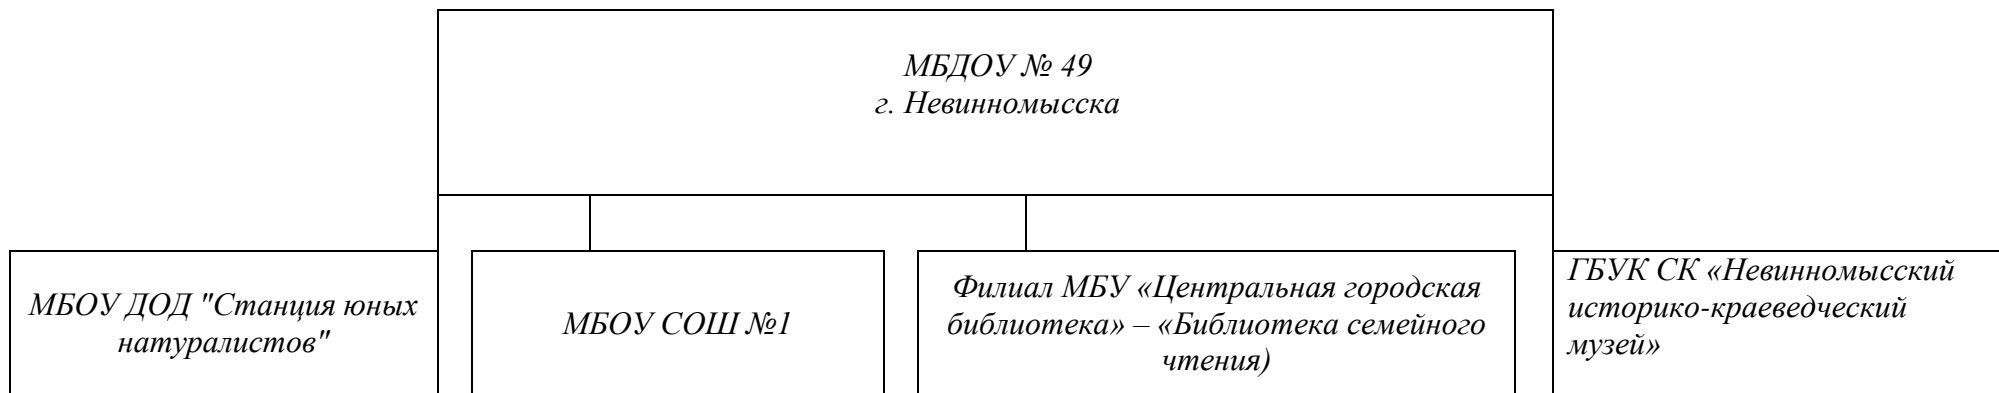 МБДОУ № 49
г. Невинномысска
МБОУ ДОД "Станция юных
натуралистов"
МБОУ СОШ №1
Филиал МБУ «Центральная городская
библиотека» – «Библиотека семейного
чтения)
ГБУК СК «Невинномысский
историко-краеведческий
музей»